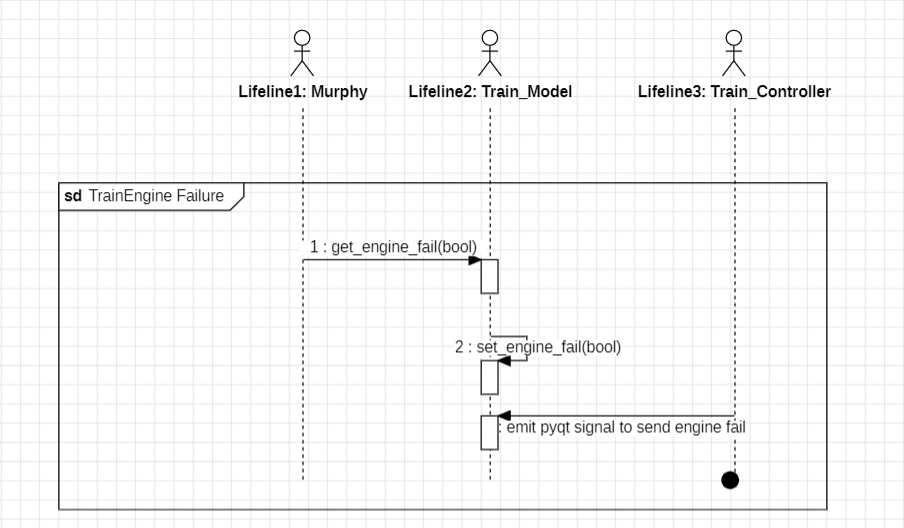 Lifeline1: Murphy
Lifeline2: Train_Model
Lifeline3: Train_Controller
sd TrainEngine Failure
1 : get_engine_fail(bool)
2 : set_engine_fail(bool)
: emit pyqt signal to send engine fail